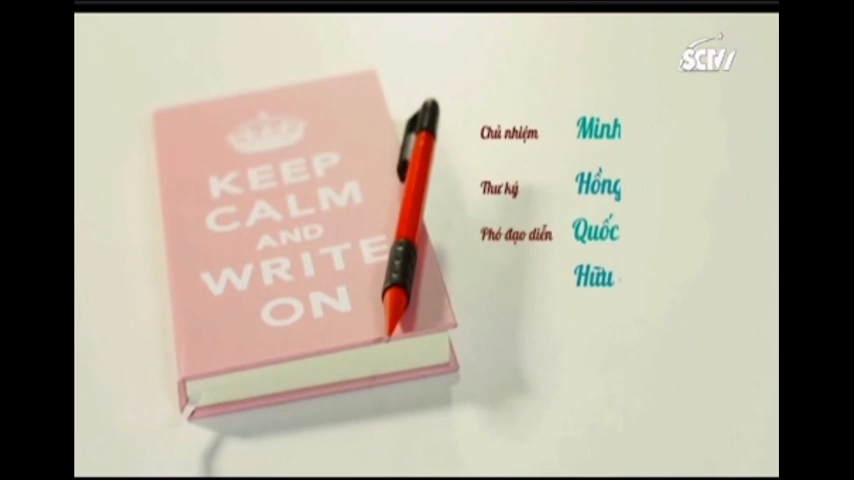 SCTV
KEEP
CALM
AND
WRITE
ON
Chủ nhiệm Minh
Thư ký Hồng
Phó đạo diễn Quốc
Hữu